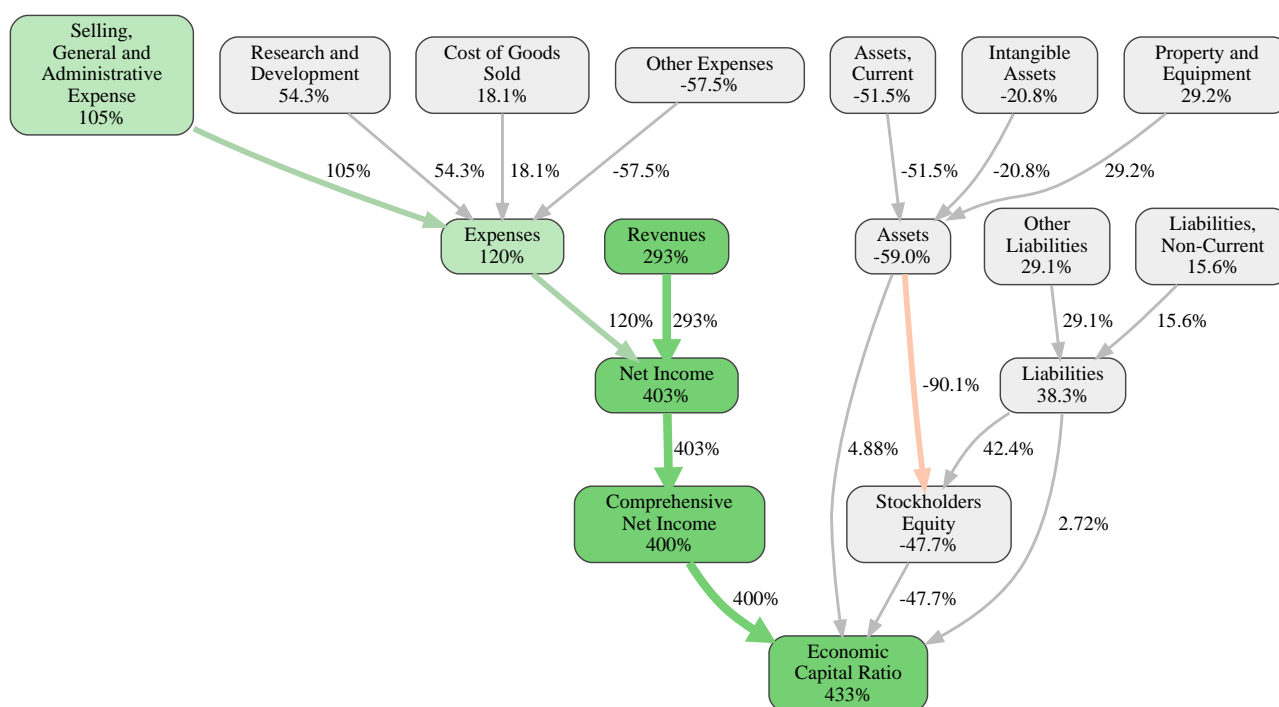 Selling,
General and
Administrative
Expense
105%
Research and
Development
54.3%
Cost of Goods
Sold
18.1%
Other Expenses
-57.5%
Assets,
Current
-51.5%
Intangible
Assets
-20.8%
Property and
Equipment
29.2%
105%
54.3%
18.1%
-57.5%
-51.5%
-20.8%
29.2%
Expenses
120%
Revenues
293%
Assets
-59.0%
Other
Liabilities
29.1%
Liabilities,
Non-Current
15.6%
120%
293%
29.1%
15.6%
Net Income
403%
-90.1%
Liabilities
38.3%
403%
4.88%
42.4%
Comprehensive
Net Income
400%
Stockholders
Equity
-47.7%
2.72%
400%
-47.7%
Economic
Capital Ratio
433%